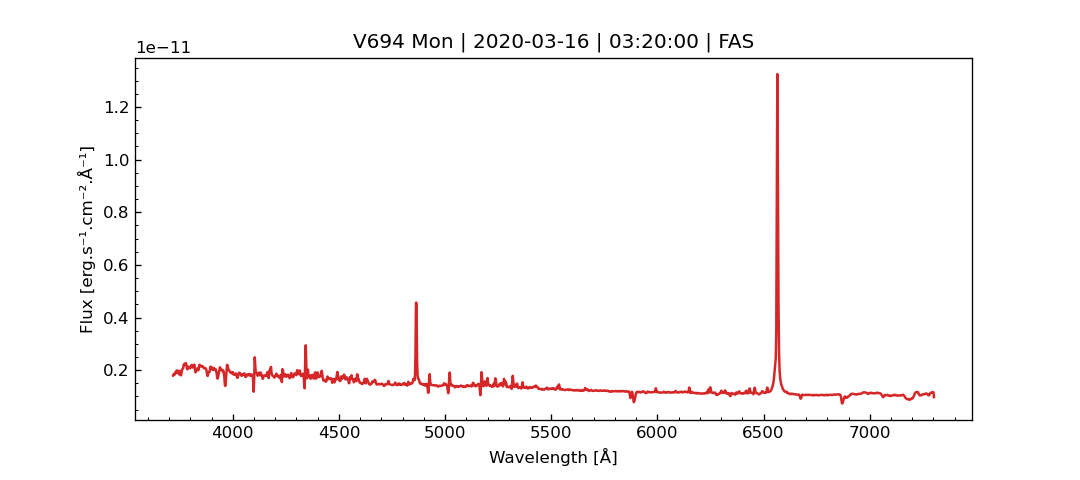 V694 Mon | 2020-03-16 | 03:20:00 | FAS
1e−11
1.2
1.0
0.8
0.6
0.4
0.2
Flux [erg.s⁻¹.cm⁻².Å⁻¹]
4000 4500 5000 5500 6000 6500 7000
Wavelength [Å]